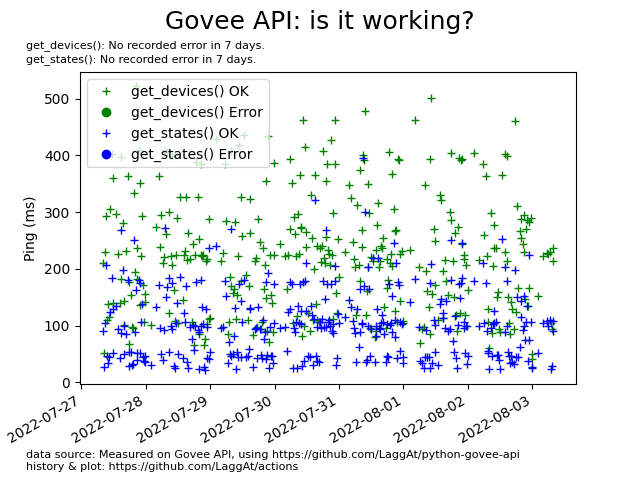 Govee API: is it working?
get_devices(): No recorded error in 7 days.
get_states(): No recorded error in 7 days.
get_devices() OK
get_devices() Error
get_states() OK
get_states() Error
Ping (ms)
500
400
300
200
100
0
2022-07-27
2022-07-28
2022-07-29
2022-07-30
2022-07-31
2022-08-01
2022-08-02
2022-08-03
data source: Measured on Govee API, using https://github.com/LaggAt/python-govee-api
history & plot: https://github.com/LaggAt/actions